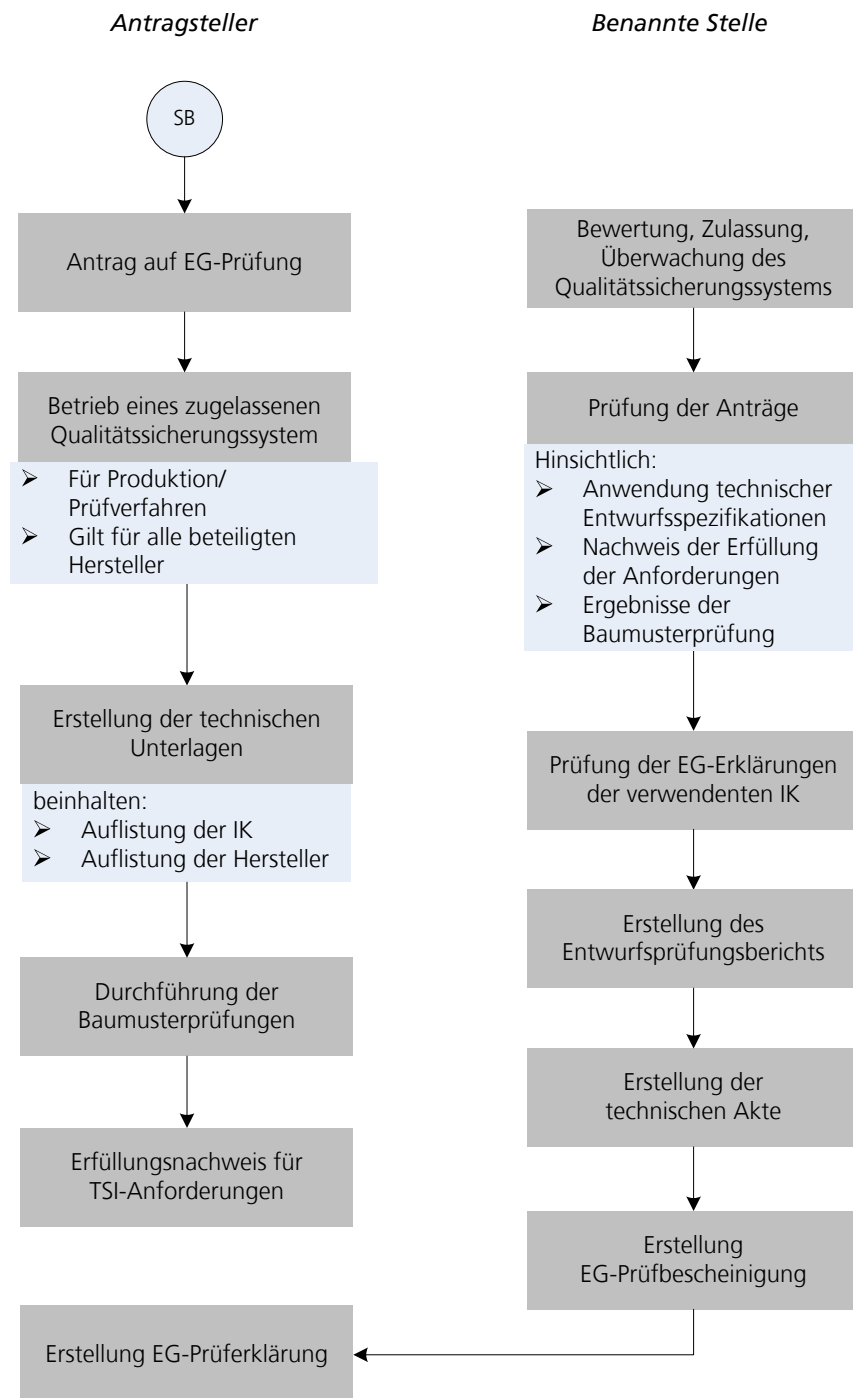 Antragsteller
SB
Antrag auf EG-Prüfung
Betrieb eines zugelassenen
Qualitätssicherungssystem
➢ Für Produktion/
Prüfverfahren
➢ Gilt für alle beteiligten
Hersteller
Erstellung der technischen
Unterlagen
beinhalten:
➢ Auflistung der IK
➢ Auflistung der Hersteller
Durchführung der
Baumusterprüfungen
Erfüllungsnachweis für
TSI-Anforderungen
Erstellung EG-Prüferklärung
Benannte Stelle
Bewertung, Zulassung,
Überwachung des
Qualitätssicherungssystems
Prüfung der Anträge
Hinsichtlich:
➢ Anwendung technischer
Entwurfsspezifikationen
➢ Nachweis der Erfüllung
der Anforderungen
➢ Ergebnisse der
Baumusterprüfung
Prüfung der EG-Erklärungen
der verwendenten IK
Erstellung des
Entwurfsprüfungsberichts
Erstellung der
technischen Akte
Erstellung
EG-Prüfbescheinigung